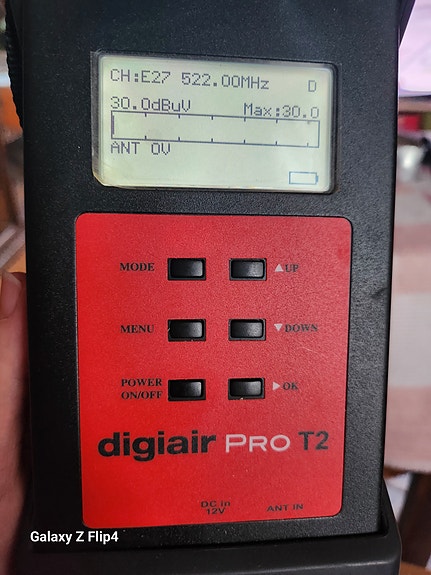 CH:E27 522.00MHz D
30.0dBuV Max:30.0
ANT 0V
MODE ▲UP
MENU ▼DOWN
POWER
ON/OFF ▶OK
digiair PRO T2
DC in
12V ANT IN
Galaxy Z Flip4